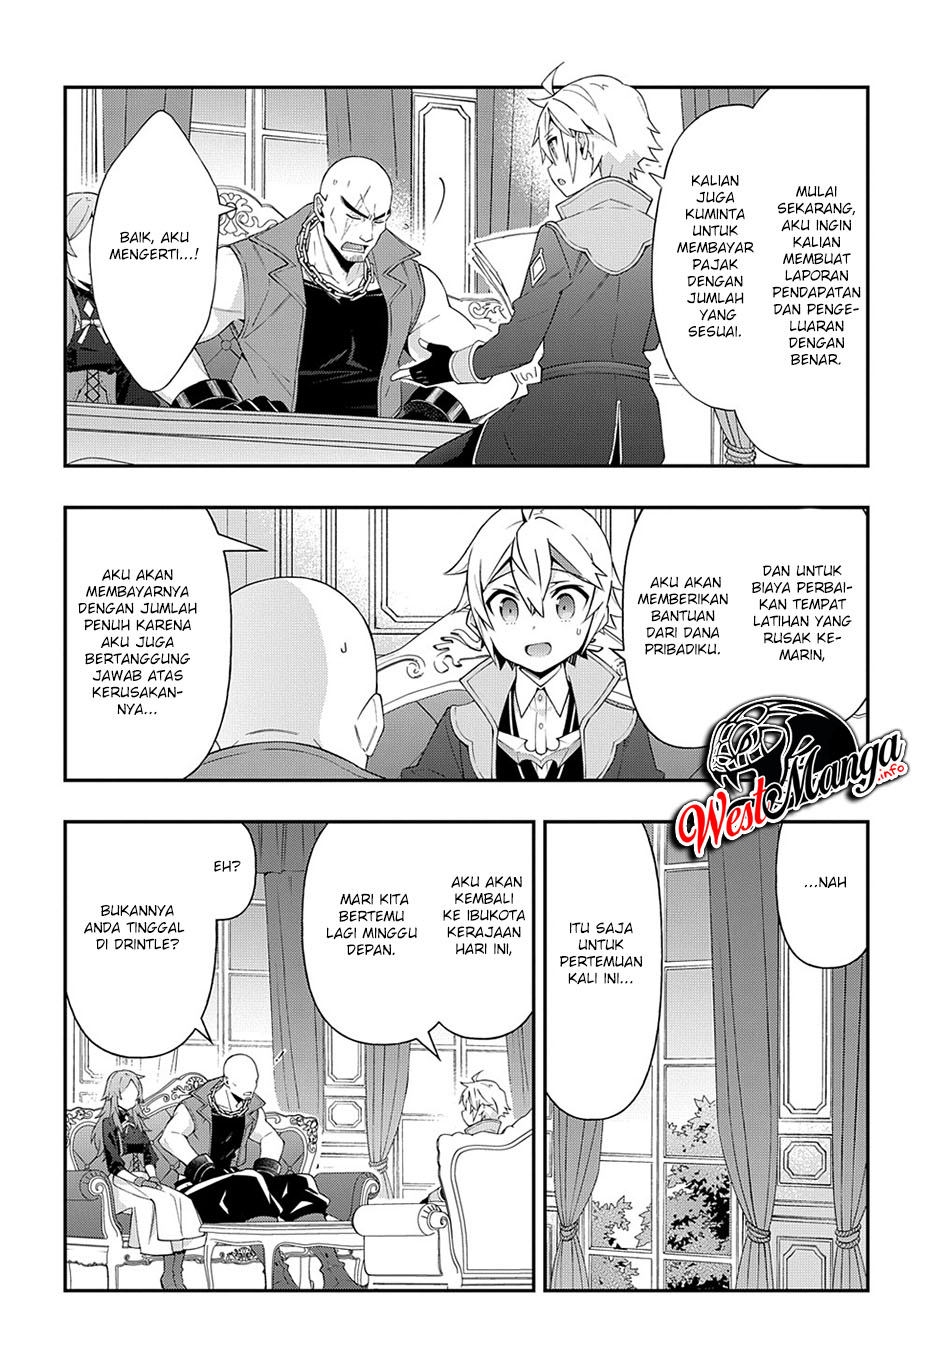 MULAI
SEKARANG,
AKU INGIN
KALIAN
MEMBUAT
LAPORAN
PENDAPATAN
DAN PENGE-
LUARAN
DENGAN
BENAR.
KALIAN
JUGA
KUMINTA
UNTUK
MEMBAYAR
PAJAK
DENGAN
JUMLAH
YANG
SESUAI.
BAIK, AKU
MENGERTI...!
DAN UNTUK
BIAYA PERBAI-
KAN TEMPAT
LATIHAN YANG
RUSAK KE-
MARIN,
AKU AKAN
MEMBERIKAN
BANTUAN
DARI DANA
PRIBADIKU.
AKU AKAN
MEMBAYARNYA
DENGAN JUMLAH
PENUH KARENA
AKU JUGA
BERTANGGUNG
JAWAB ATAS
KERUSAKAN-
NYA...
WestManga
.info
...NAH
ITU SAJA
UNTUK
PERTEMUAN
KALI INI...
AKU AKAN
KEMBALI
KE IBUKOTA
KERAJAAN
HARI INI,
MARI KITA
BERTEMU
LAGI MINGGU
DEPAN.
EH?
BUKANNYA
ANDA TINGGAL
DI DRINTLE?